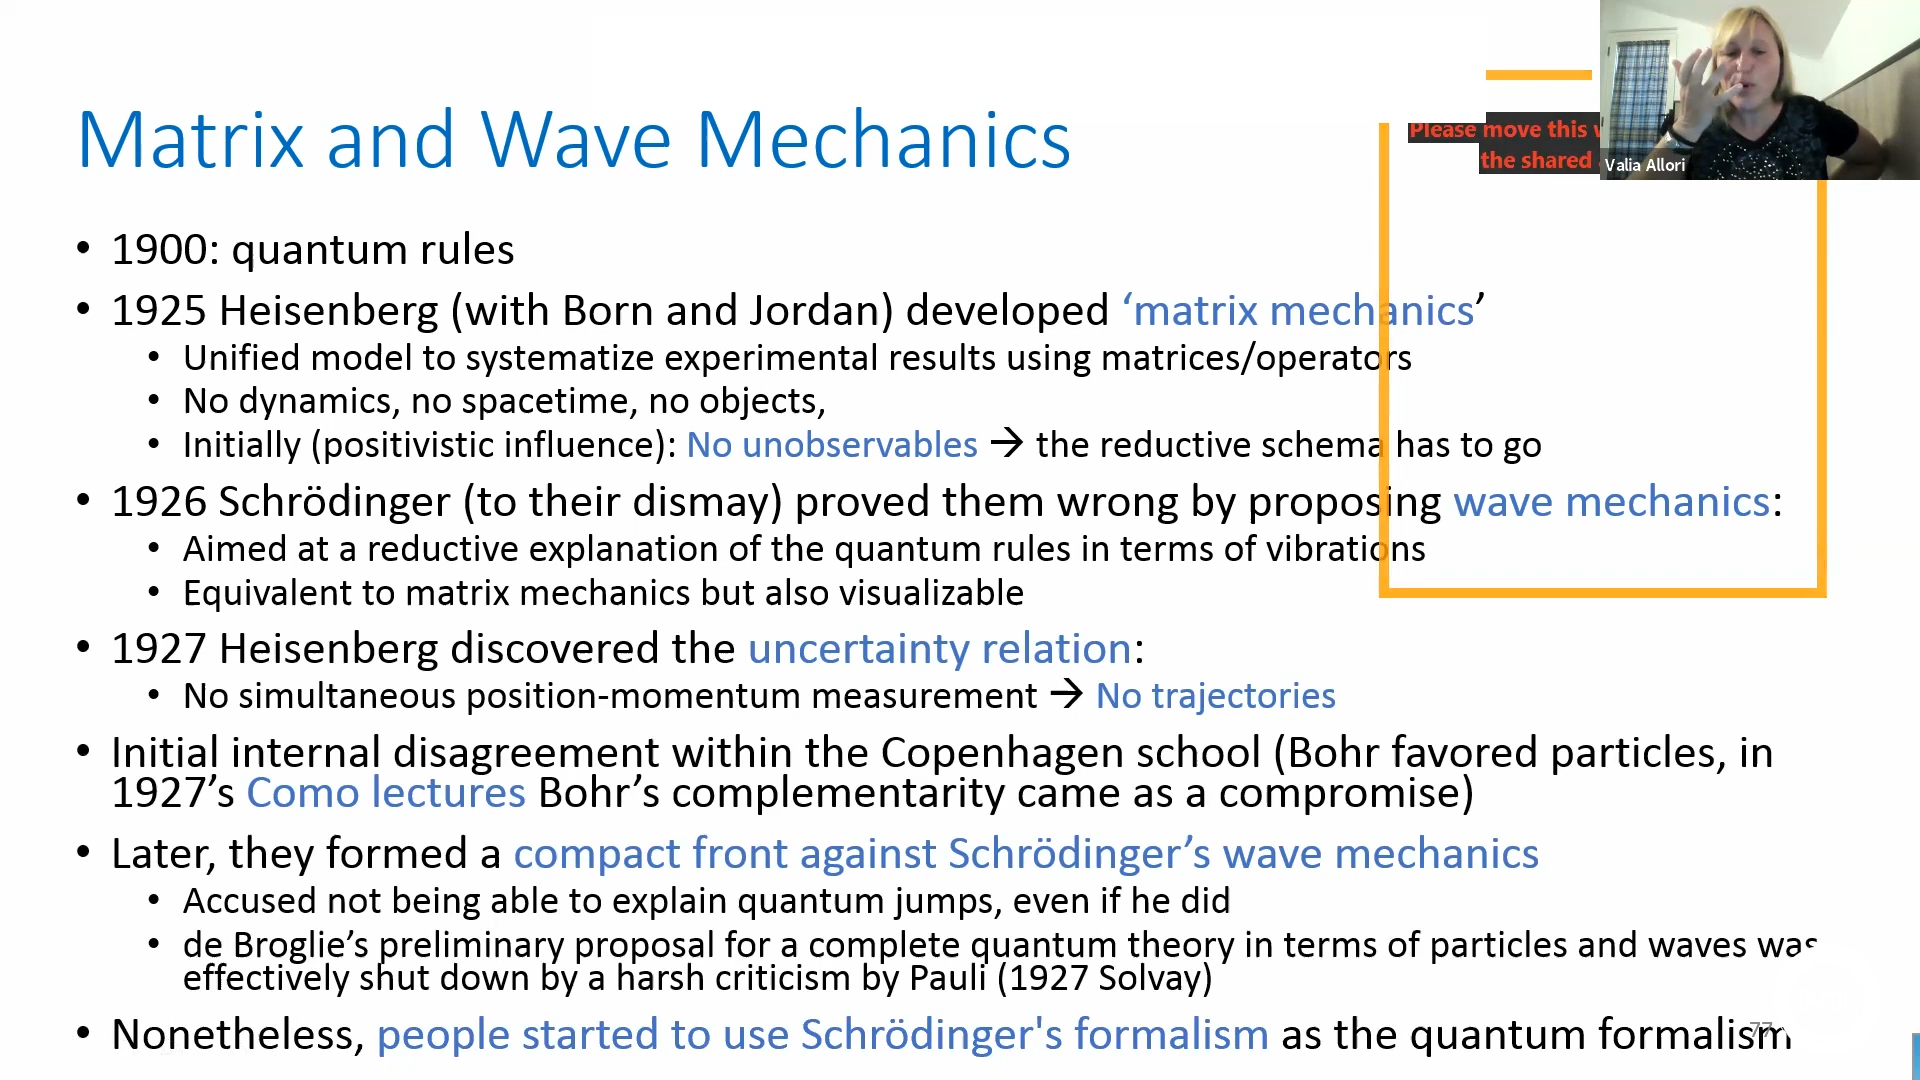 Please move this
the shared
Valia Allori
Matrix and Wave Mechanics
• 1900: quantum rules
• 1925 Heisenberg (with Born and Jordan) developed ‘matrix mechanics’
• Unified model to systematize experimental results using matrices/operators
• No dynamics, no spacetime, no objects,
• Initially (positivistic influence): No unobservables → the reductive schema has to go
• 1926 Schrödinger (to their dismay) proved them wrong by proposing wave mechanics:
• Aimed at a reductive explanation of the quantum rules in terms of vibrations
• Equivalent to matrix mechanics but also visualizable
• 1927 Heisenberg discovered the uncertainty relation:
• No simultaneous position-momentum measurement → No trajectories
• Initial internal disagreement within the Copenhagen school (Bohr favored particles, in
1927’s Como lectures Bohr’s complementarity came as a compromise)
• Later, they formed a compact front against Schrödinger’s wave mechanics
• Accused not being able to explain quantum jumps, even if he did
• de Broglie’s preliminary proposal for a complete quantum theory in terms of particles and waves was
effectively shut down by a harsh criticism by Pauli (1927 Solvay)
• Nonetheless, people started to use Schrödinger's formalism as the quantum formalism
77